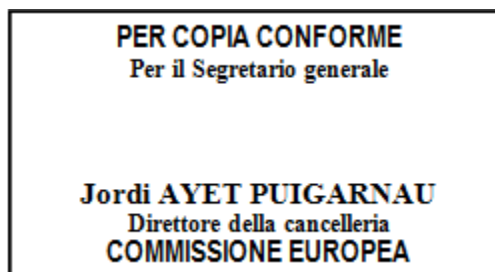 PER COPIA CONFORME
Per il Segretario generale
Jordi AYET PUIGARNAU
Direttore della cancelleria
COMMISSIONE EUROPEA